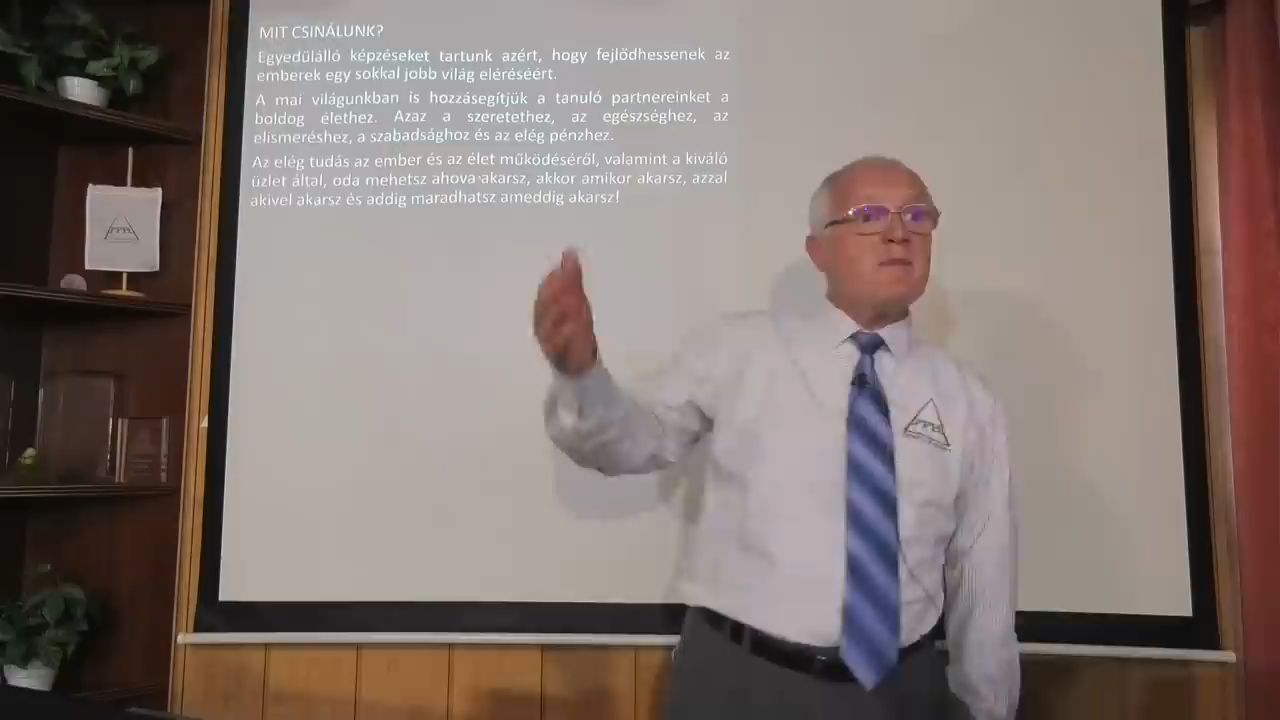 MIT CSINÁLUNK?
Egyedülálló képzéseket tartunk azért, hogy fejlődhessenek az
emberek egy sokkal jobb világ eléréséért.
A mai világunkban is hozzásegítjük a tanuló partnereinket a
boldog élethez. Azaz a szeretethez, az egészséghez, az
elismeréshez, a szabadsághoz és az elég pénzhez.
Az elég tudás az ember és az élet működéséről, valamint a kiváló
üzlet által, oda mehetsz ahova akarsz, akkor amikor akarsz, azzal
akivel akarsz és addig maradhatsz ameddig akarsz!